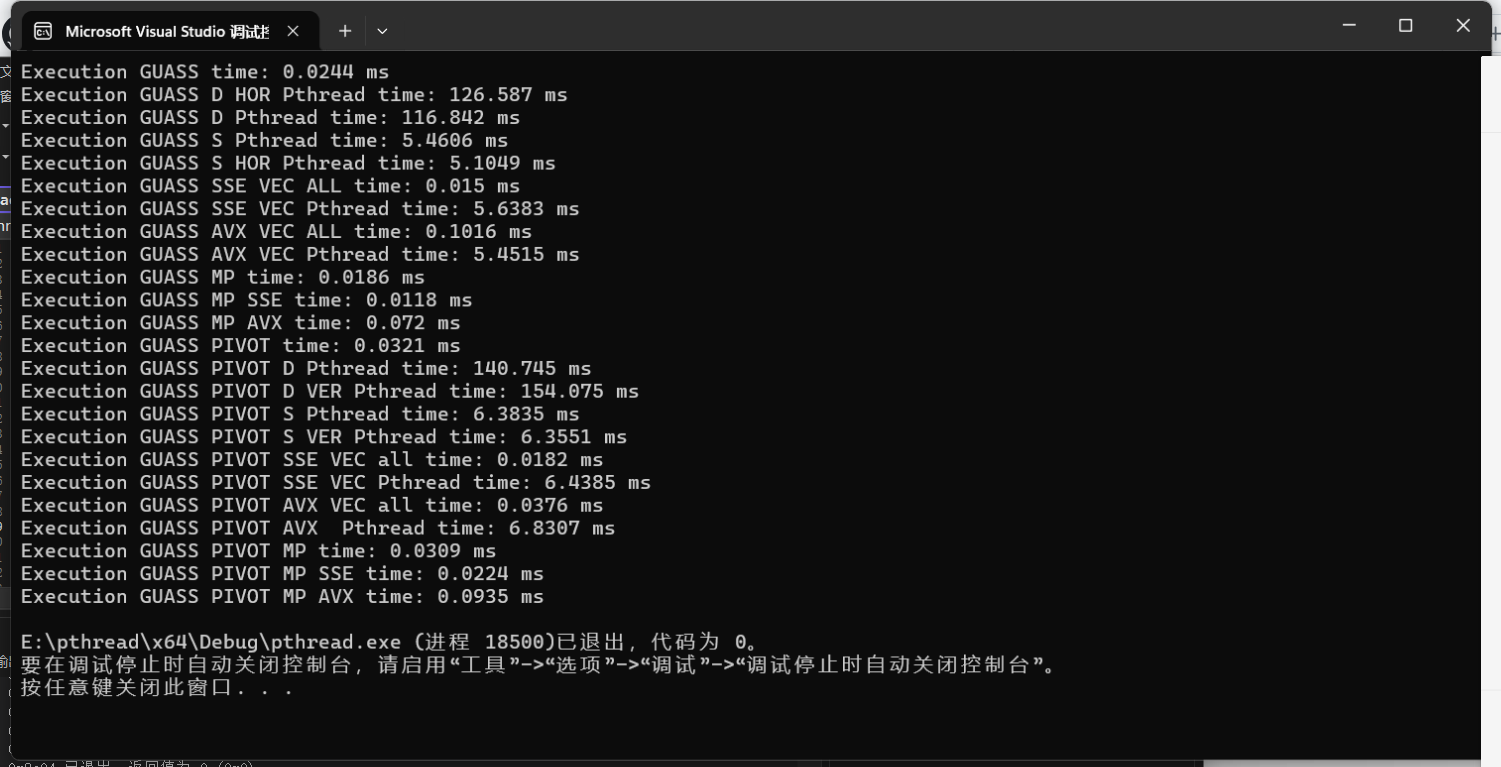 Microsoft Visual Studio 调试控
Execution GUASS time: 0.0244 ms
Execution GUASS D HOR Pthread time: 126.587 ms
Execution GUASS D Pthread time: 116.842 ms
Execution GUASS S Pthread time: 5.4606 ms
Execution GUASS S HOR Pthread time: 5.1049 ms
Execution GUASS SSE VEC ALL time: 0.015 ms
Execution GUASS SSE VEC Pthread time: 5.6383 ms
Execution GUASS AVX VEC ALL time: 0.1016 ms
Execution GUASS AVX VEC Pthread time: 5.4515 ms
Execution GUASS MP time: 0.0186 ms
Execution GUASS MP SSE time: 0.0118 ms
Execution GUASS MP AVX time: 0.072 ms
Execution GUASS PIVOT time: 0.0321 ms
Execution GUASS PIVOT D Pthread time: 140.745 ms
Execution GUASS PIVOT D VER Pthread time: 154.075 ms
Execution GUASS PIVOT S Pthread time: 6.3835 ms
Execution GUASS PIVOT S VER Pthread time: 6.3551 ms
Execution GUASS PIVOT SSE VEC all time: 0.0182 ms
Execution GUASS PIVOT SSE VEC Pthread time: 6.4385 ms
Execution GUASS PIVOT AVX VEC all time: 0.0376 ms
Execution GUASS PIVOT AVX  Pthread time: 6.8307 ms
Execution GUASS PIVOT MP time: 0.0309 ms
Execution GUASS PIVOT MP SSE time: 0.0224 ms
Execution GUASS PIVOT MP AVX time: 0.0935 ms
E:\pthread\x64\Debug\pthread.exe (进程 18500)已退出，代码为 0。
要在调试停止时自动关闭控制台，请启用“工具”->“选项”->“调试”->“调试停止时自动关闭控制台”。
按任意键关闭此窗口. . .